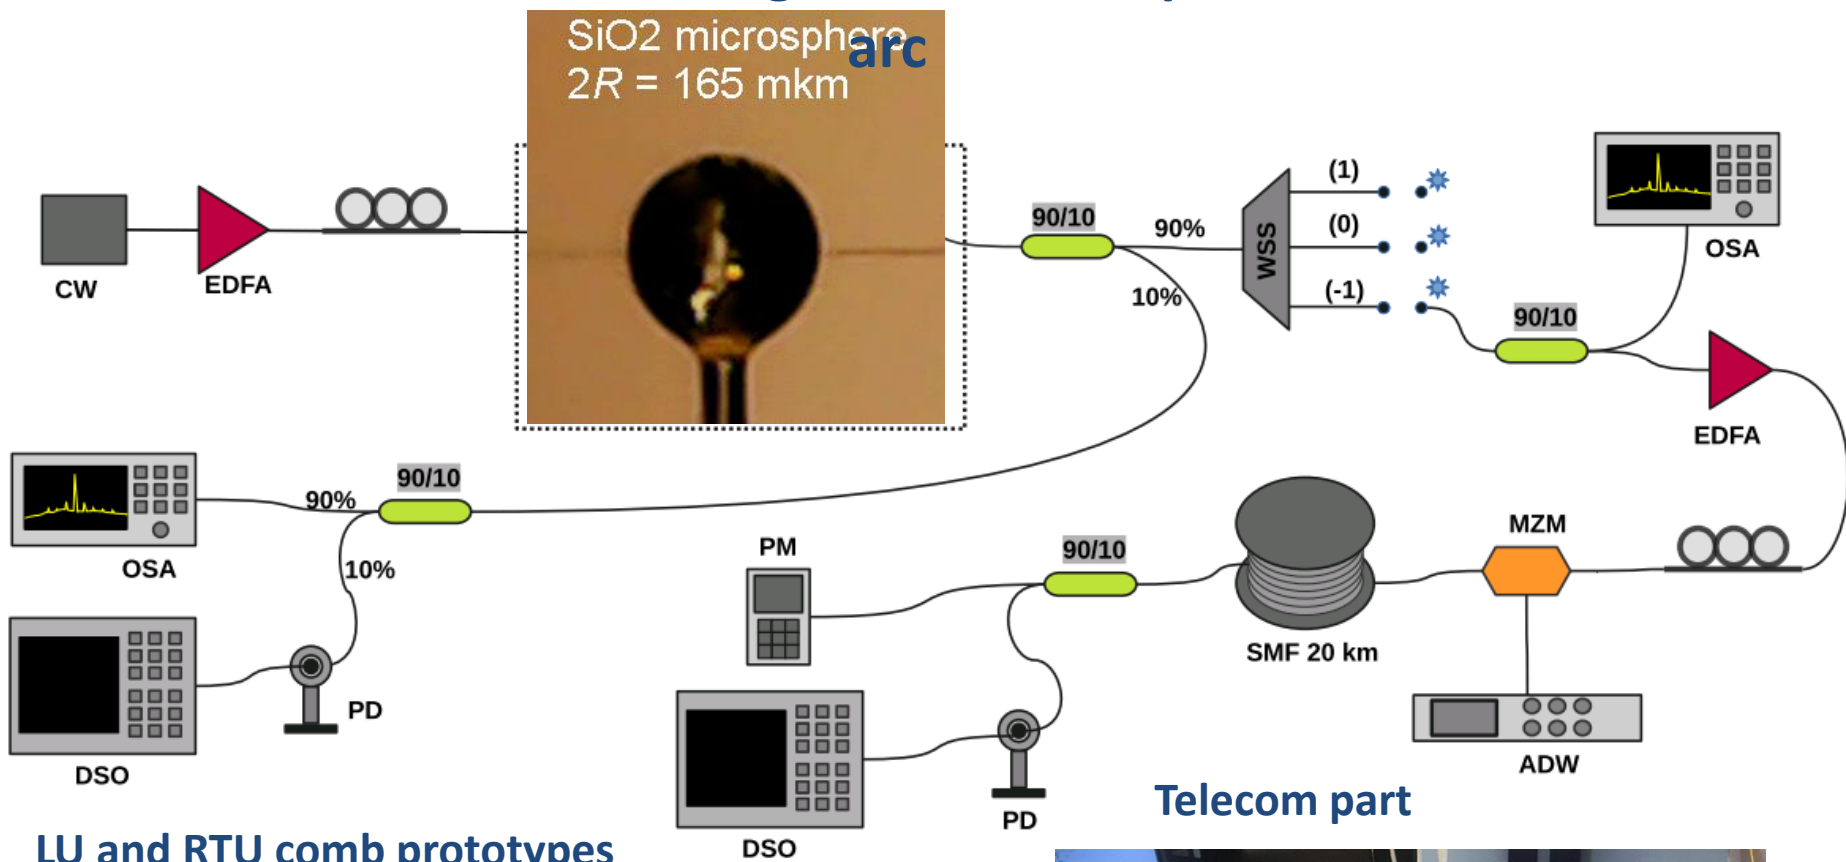 SiO2 microsphere
arc
2R = 165 mkm
CW
EDFA
90/10
90%
10%
WSS
(1)
(0)
(-1)
OSA
90/10
EDFA
90%
90/10
OSA
10%
PD
DSO
PM
90/10
SMF 20 km
MZM
ADW
PD
DSO
Telecom part
LU and RTU comb prototypes